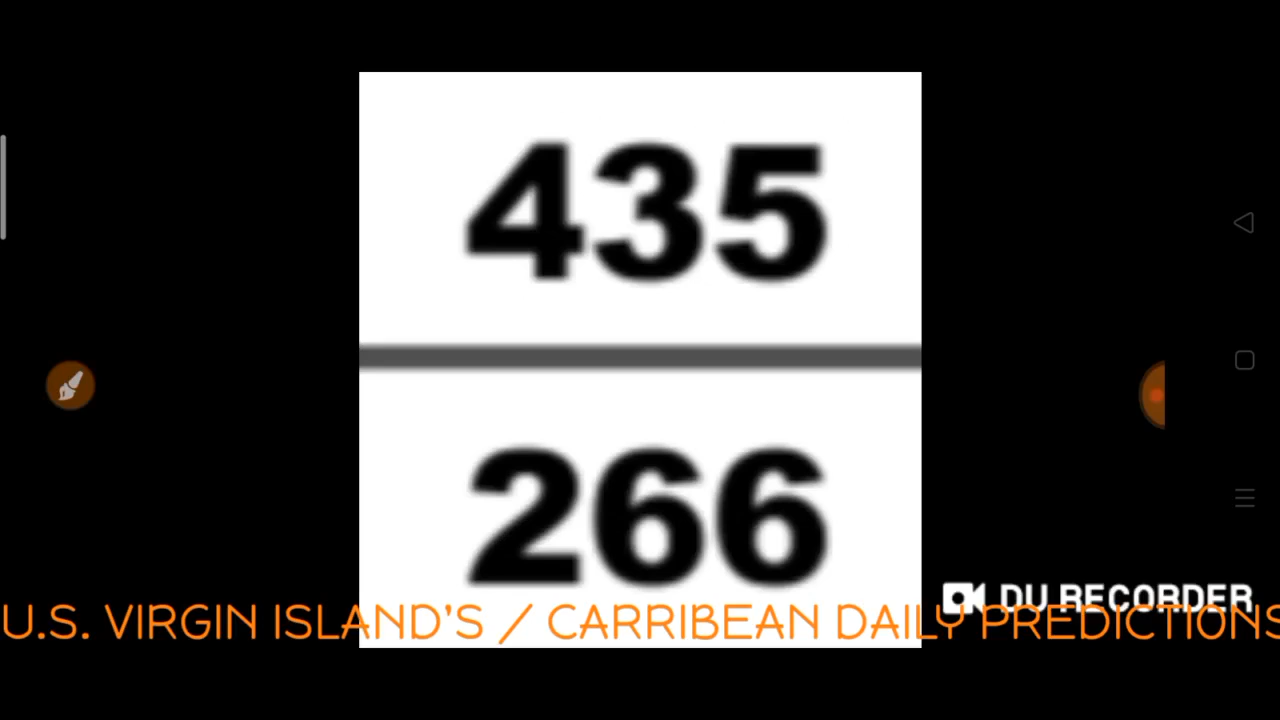 435
266
DU RECORDER
U.S. VIRGIN ISLAND'S / CARRIBEAN DAILY PREDICTIONS